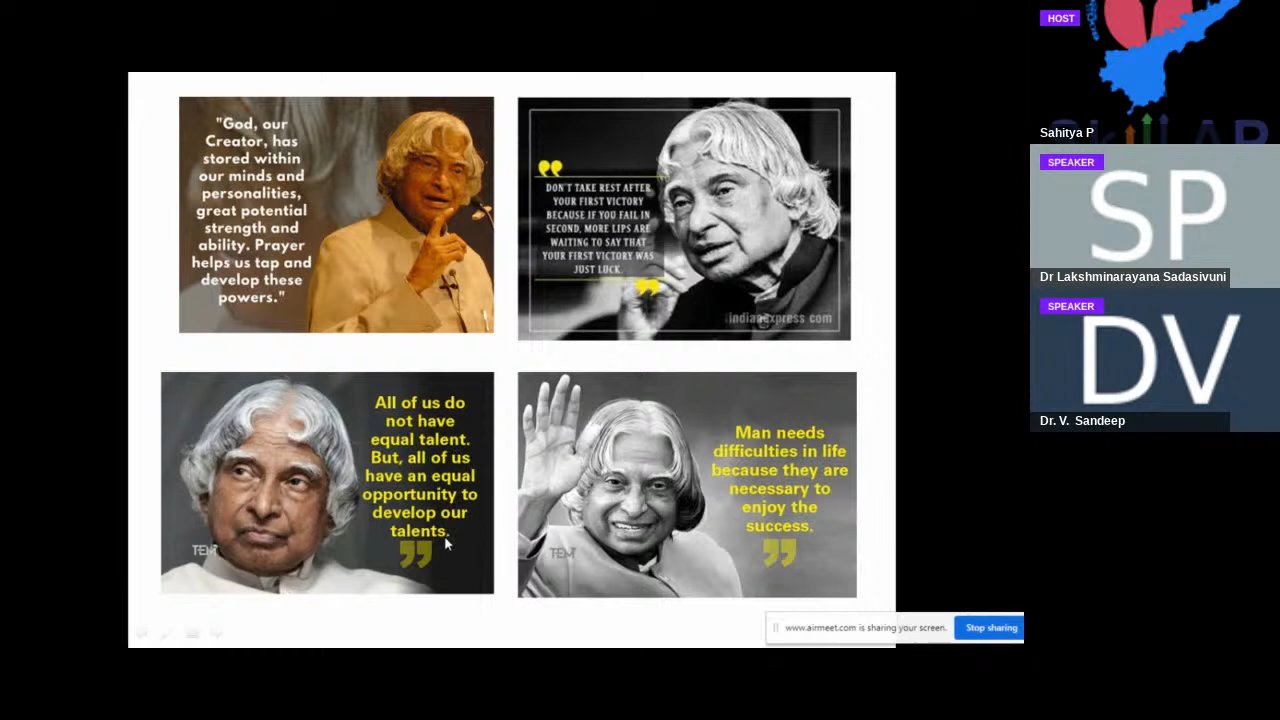 "God, our
Creator, has
stored within
our minds and
personalities,
great potential
strength and
ability. Prayer
helps us tap and
develop these
powers."
DON'T TAKE REST AFTER
YOUR FIRST VICTORY
BECAUSE IF YOU FAIL IN
SECOND, MORE LIPS ARE
WAITING TO SAY THAT
YOUR FIRST VICTORY WAS
JUST LUCK.
indianexpress com
All of us do
not have
equal talent.
But, all of us
have an equal
opportunity to
develop our
talents.
TEM
Man needs
difficulties in life
because they are
necessary to
enjoy the
success.
TEM
www.airmeet.com is sharing your screen.
Stop sharing
HOST
Sahitya P
SPEAKER
SP
Dr Lakshminarayana Sadasivuni
SPEAKER
DV
Dr. V. Sandeep